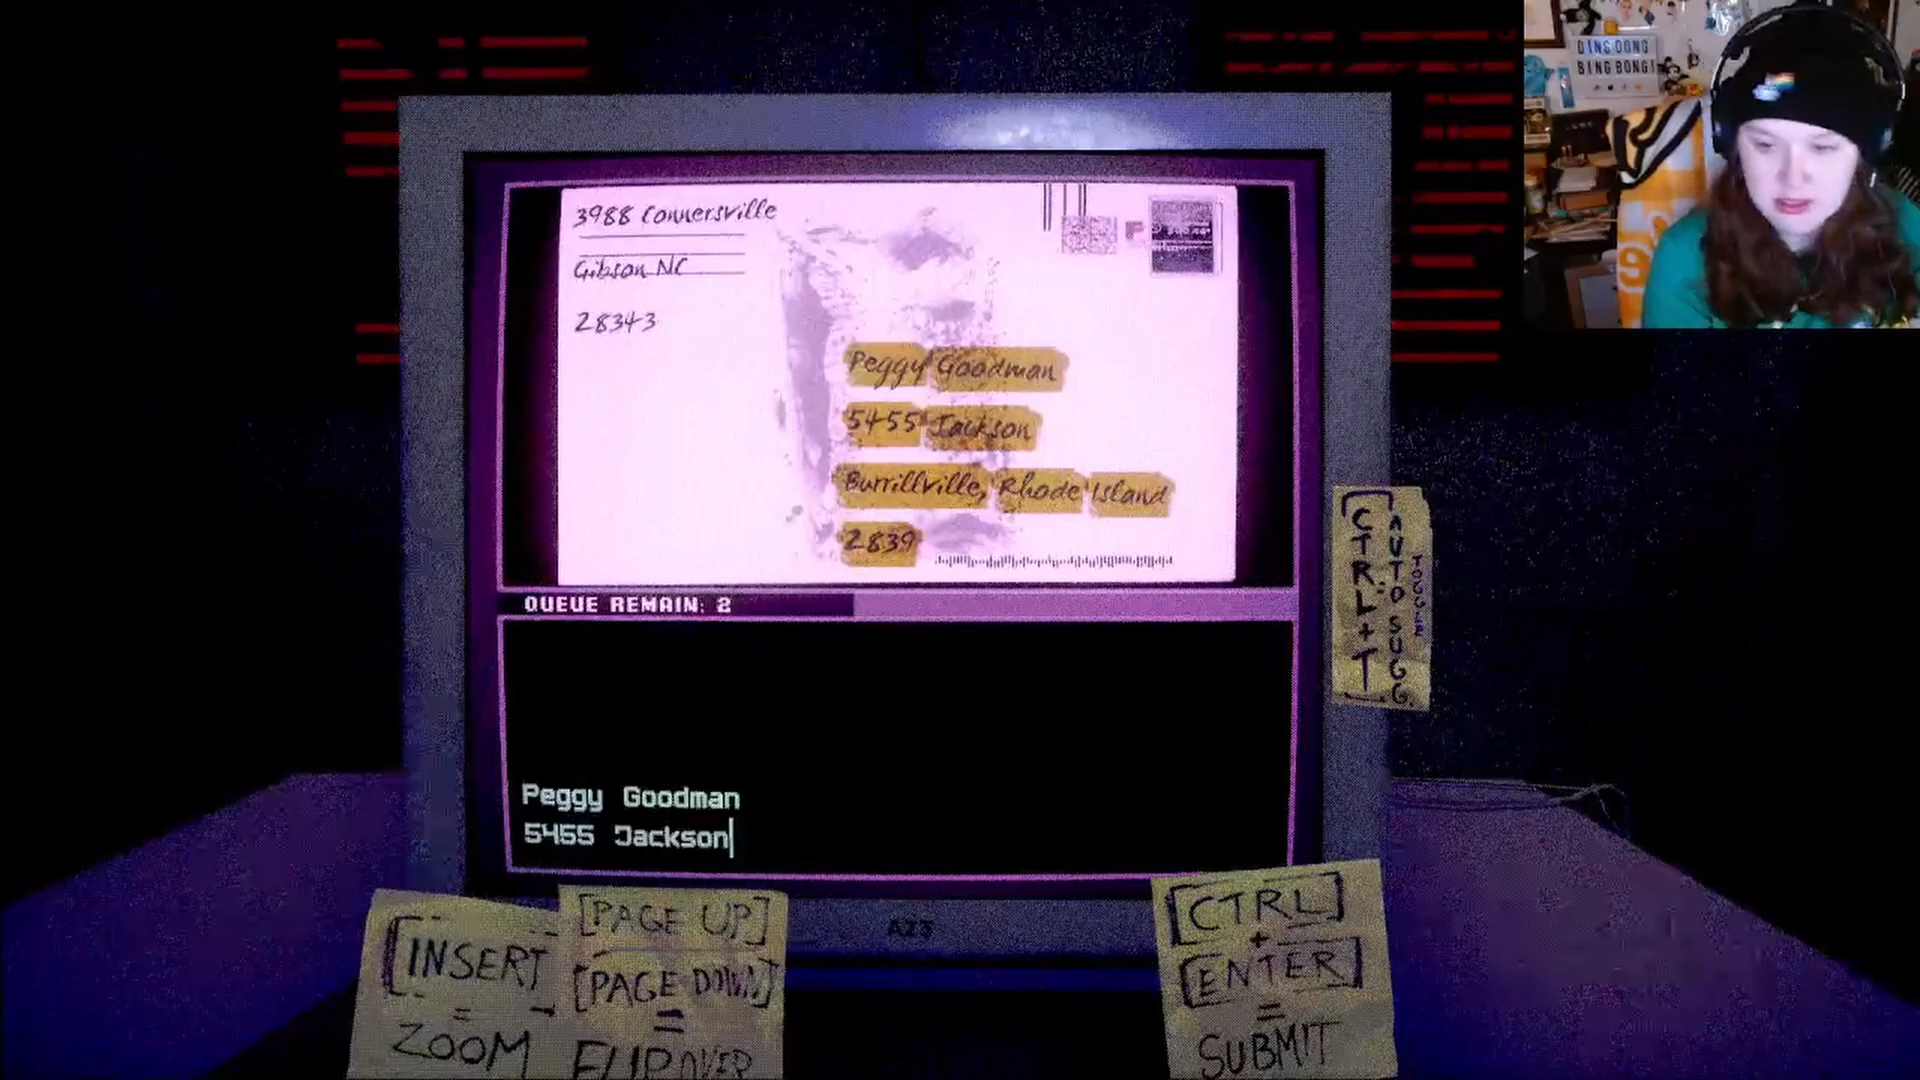 DING DONG
BING BONG!
3988 Connersville
Gibson NC
28343
Peggy Goodman
5455 Jackson
Burrillville, Rhode Island
2839
QUEUE REMAIN: 2
Peggy Goodman
5455 Jackson
[CTRL+T]
AUTO SUGG
TOGGLE
[INSERT]
=
ZOOM
[PAGE UP]
[PAGE DOWN]
=
FLIP OVER
A23
[CTRL]
+
[ENTER]
=
SUBMIT